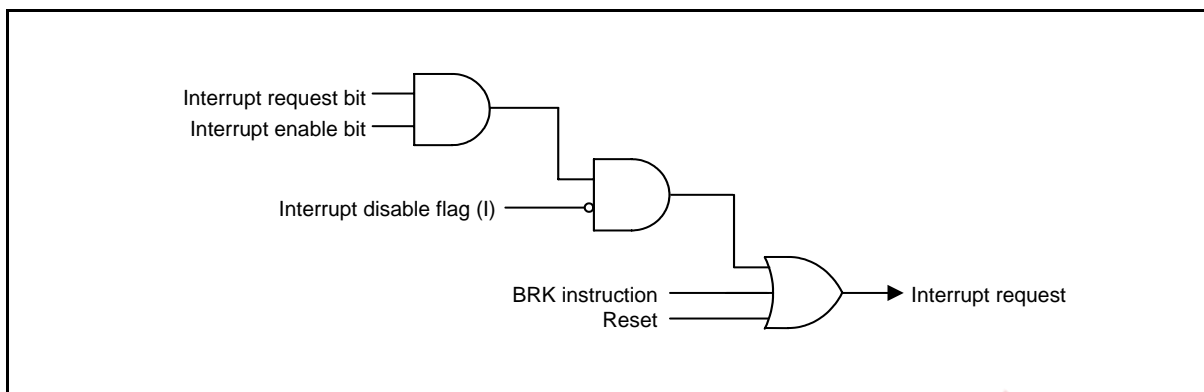 Interrupt request bit
Interrupt enable bit
Interrupt disable flag (I)
BRK instruction
Reset
Interrupt request